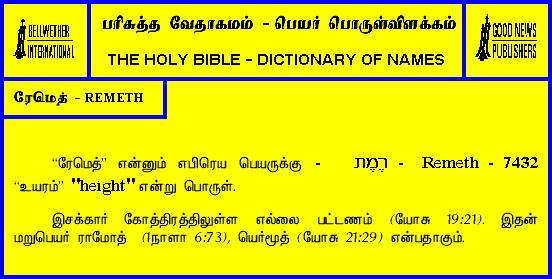 BELLWETHER
INTERNATIONAL
பரிசுத்த வேதாகமம் - பெயர் பொருள்விளக்கம்
THE HOLY BIBLE - DICTIONARY OF NAMES
GOOD NEWS
PUBLISHERS
ரேமெத் - REMETH
“ரேமெத்” என்னும் எபிரெய பெயருக்கு - רֶמֶת - Remeth - 7432
“உயரம்” "height" என்று பொருள்.
இசக்கார் கோத்திரத்திலுள்ள எல்லை பட்டணம் (யோசு 19:21). இதன்
மறுபெயர் ராமோத் (1நாளா 6:73), யெர்மூத் (யோசு 21:29) என்பதாகும்.